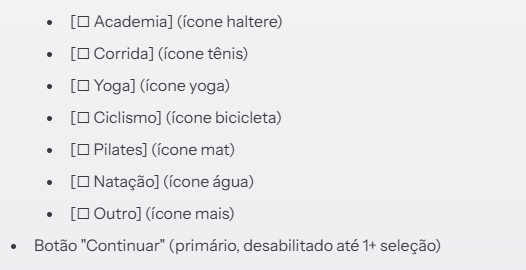 • [☐ Academia] (ícone haltere)
• [☐ Corrida] (ícone tênis)
• [☐ Yoga] (ícone yoga)
• [☐ Ciclismo] (ícone bicicleta)
• [☐ Pilates] (ícone mat)
• [☐ Natação] (ícone água)
• [☐ Outro] (ícone mais)
• Botão "Continuar" (primário, desabilitado até 1+ seleção)